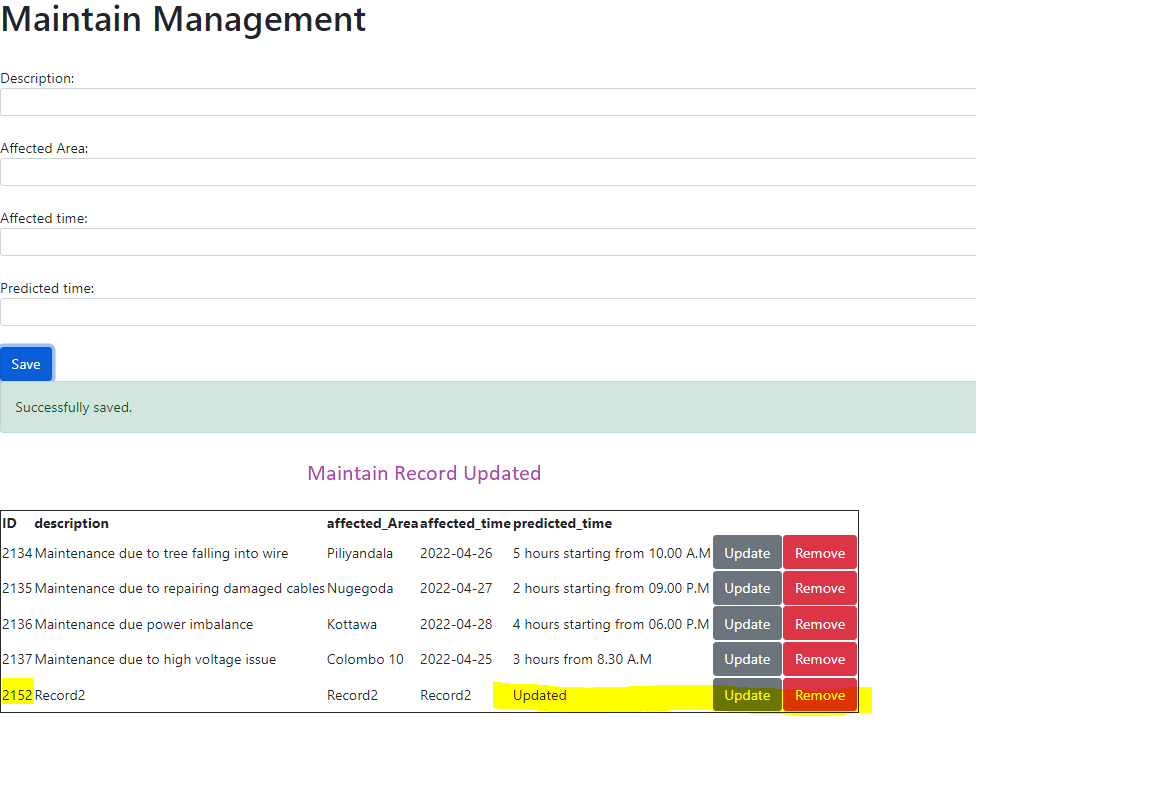 Maintain Management
Description:
Affected Area:
Affected time:
Predicted time:
Save
Successfully saved.
Maintain Record Updated
ID description affected_Area affected_time predicted_time
2134 Maintenance due to tree falling into wire Piliyandala 2022-04-26 5 hours starting from 10.00 A.M Update Remove
2135 Maintenance due to repairing damaged cables Nugegoda 2022-04-27 2 hours starting from 09.00 P.M Update Remove
2136 Maintenance due power imbalance Kottawa 2022-04-28 4 hours starting from 06.00 P.M Update Remove
2137 Maintenance due to high voltage issue Colombo 10 2022-04-25 3 hours from 8.30 A.M Update Remove
2152 Record2 Record2 Record2 Updated Update Remove